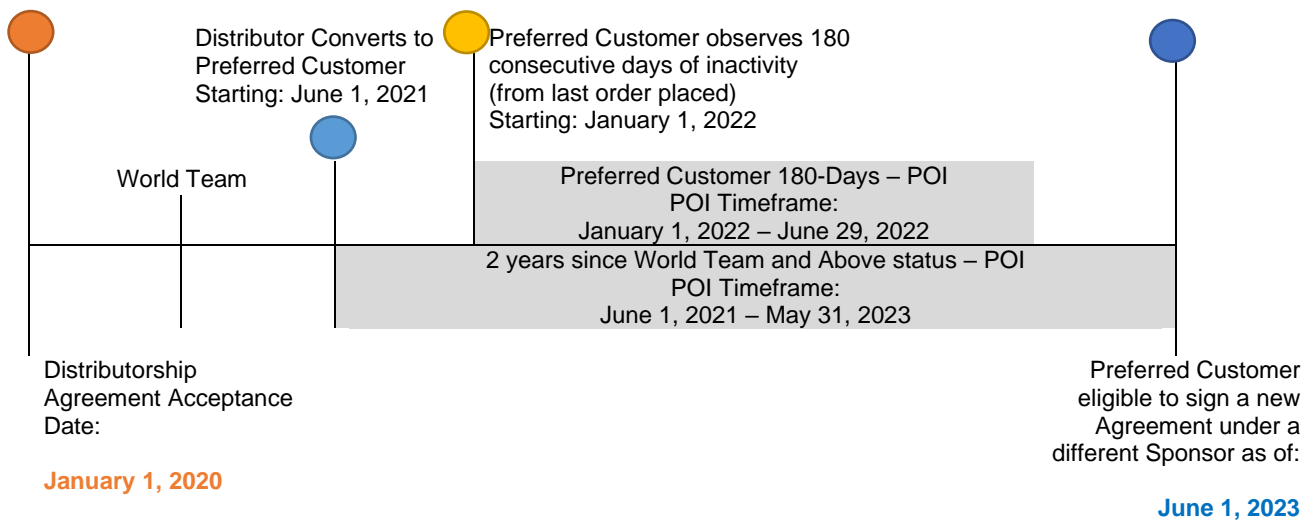 Distributor Converts to
Preferred Customer
Starting: June 1, 2021
Preferred Customer observes 180
consecutive days of inactivity
(from last order placed)
Starting: January 1, 2022
World Team
Preferred Customer 180-Days – POI
POI Timeframe:
January 1, 2022 – June 29, 2022
2 years since World Team and Above status – POI
POI Timeframe:
June 1, 2021 – May 31, 2023
Distributorship
Agreement Acceptance
Date:
January 1, 2020
Preferred Customer
eligible to sign a new
Agreement under a
different Sponsor as of:
June 1, 2023